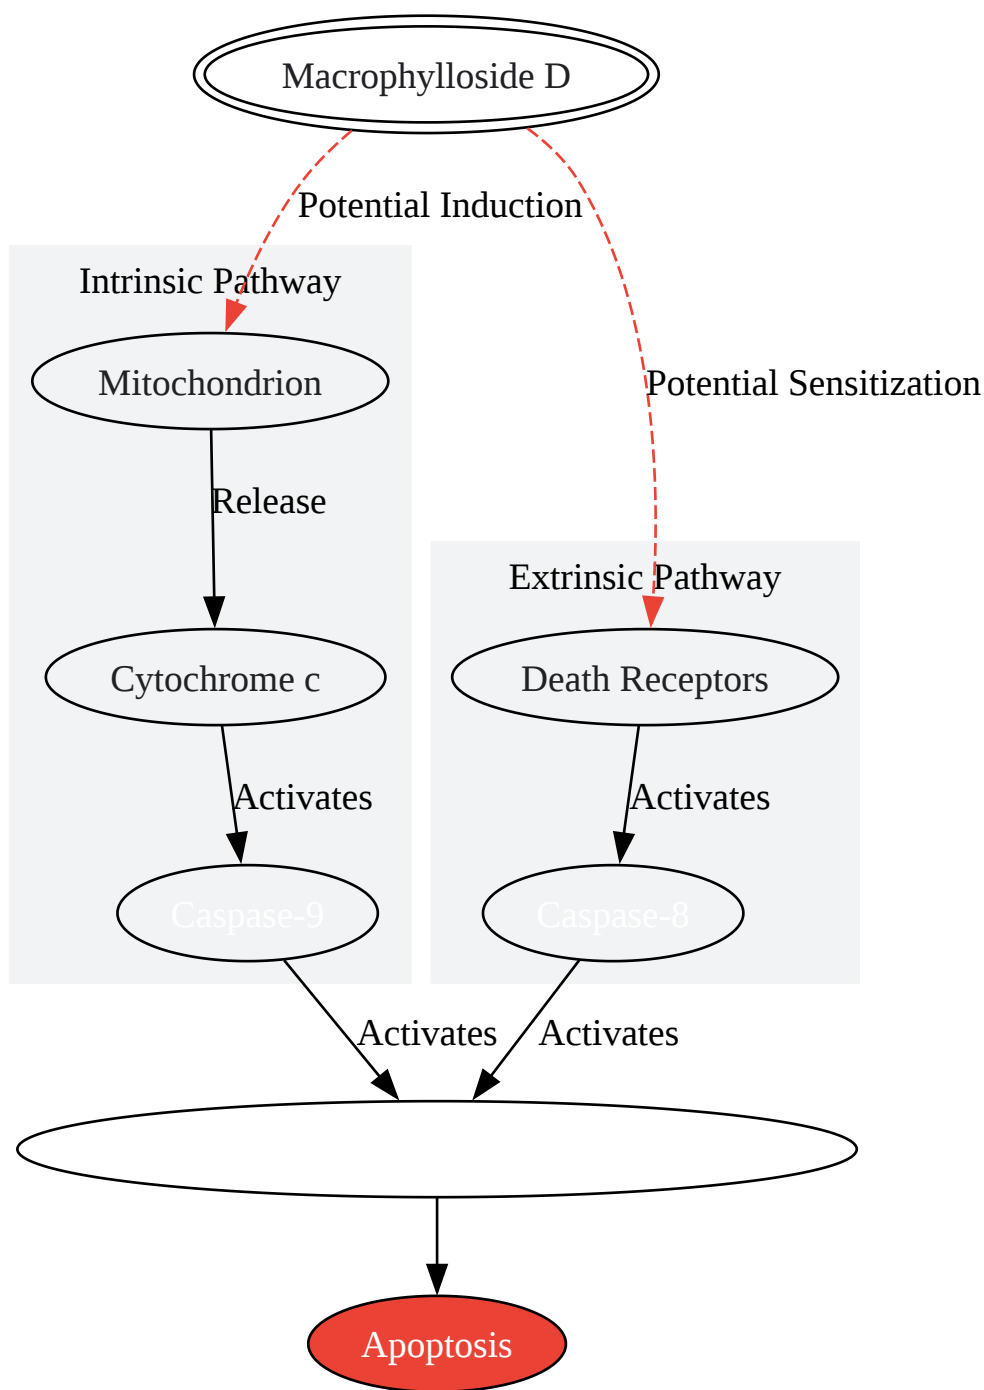 Macrophylloside D
Potential Induction
Intrinsic Pathway
Mitochondrion
Potential Sensitization
Release
Extrinsic Pathway
Cytochrome c
Death Receptors
Activates
Activates
Caspase-9
Caspase-8
Activates
Activates
Apoptosis